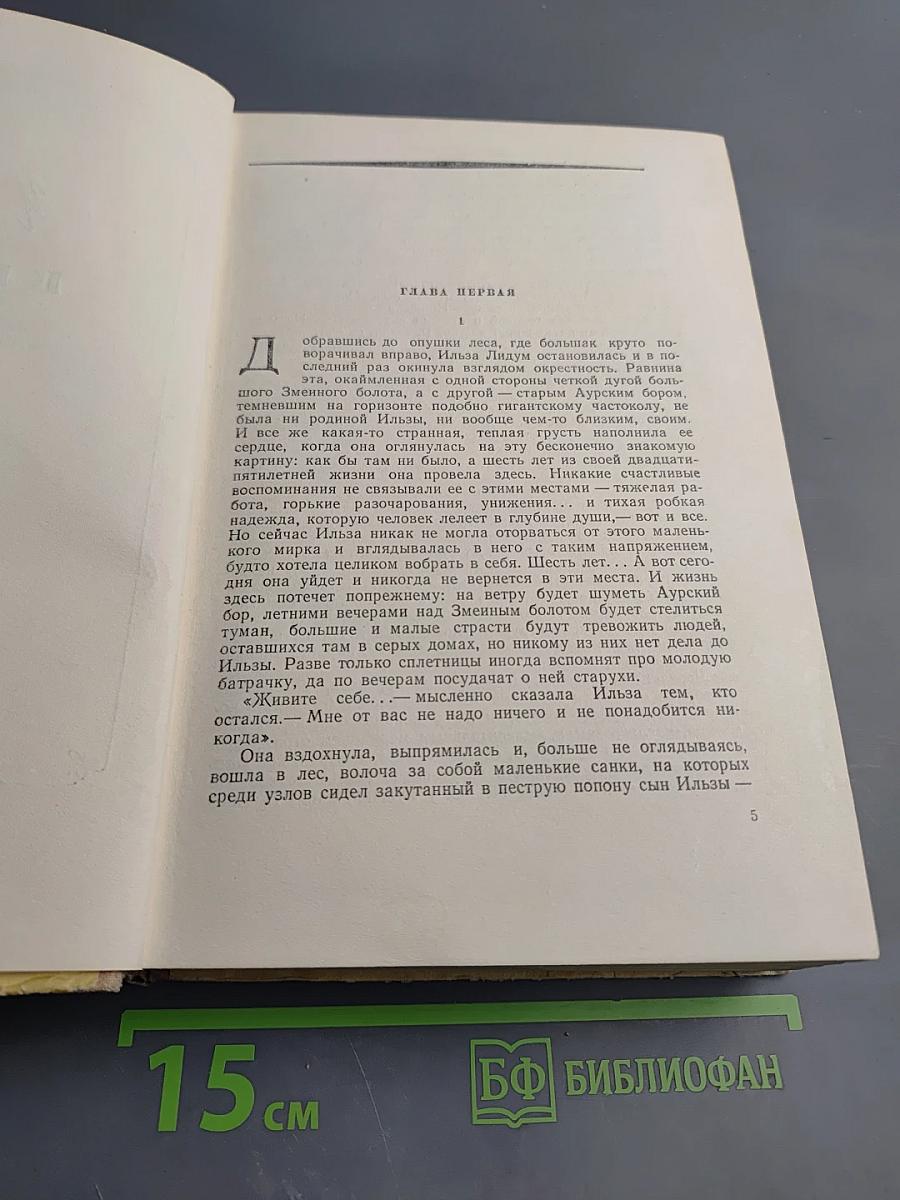 ГЛАВА ПЕРВАЯ
1
Добравшись до опушки леса, где большак круто по-
ворачивал вправо, Ильза Лидум остановилась и в по-
следний раз окинула взглядом окрестность. Равнина
эта, окаймленная с одной стороны четкой дугой боль-
шого Змеиного болота, а с другой — старым Аурским бором,
темневшим на горизонте подобно гигантскому частоколу, не
была ни родиной Ильзы, ни вообще чем-то близким, своим.
И все же какая-то странная, теплая грусть наполнила ее
сердце, когда она оглянулась на эту бесконечно знакомую
картину: как бы там ни было, а шесть лет из своей двадцати-
пятилетней жизни она провела здесь. Никакие счастливые
воспоминания не связывали ее с этими местами — тяжелая ра-
бота, горькие разочарования, унижения... и тихая робкая
надежда, которую человек лелеет в глубине души,— вот и все.
Но сейчас Ильза никак не могла оторваться от этого малень-
кого мирка и вглядывалась в него с таким напряжением,
будто хотела целиком вобрать в себя. Шесть лет... А вот сего-
дня она уйдет и никогда не вернется в эти места. И жизнь
здесь потечет попрежнему: на ветру будет шуметь Аурский
бор, летними вечерами над Змеиным болотом будет стелиться
туман, большие и малые страсти будут тревожить людей,
оставшихся там в серых домах, но никому из них нет дела до
Ильзы. Разве только сплетницы иногда вспомнят про молодую
батрачку, да по вечерам посудачат о ней старухи.
«Живите себе...— мысленно сказала Ильза тем, кто
остался.— Мне от вас не надо ничего и не понадобится ни-
когда».
Она вздохнула, выпрямилась и, больше не оглядываясь,
вошла в лес, волоча за собой маленькие санки, на которых
среди узлов сидел закутанный в пеструю попону сын Ильзы —
5
15 см
БФ БИБЛИОФАН